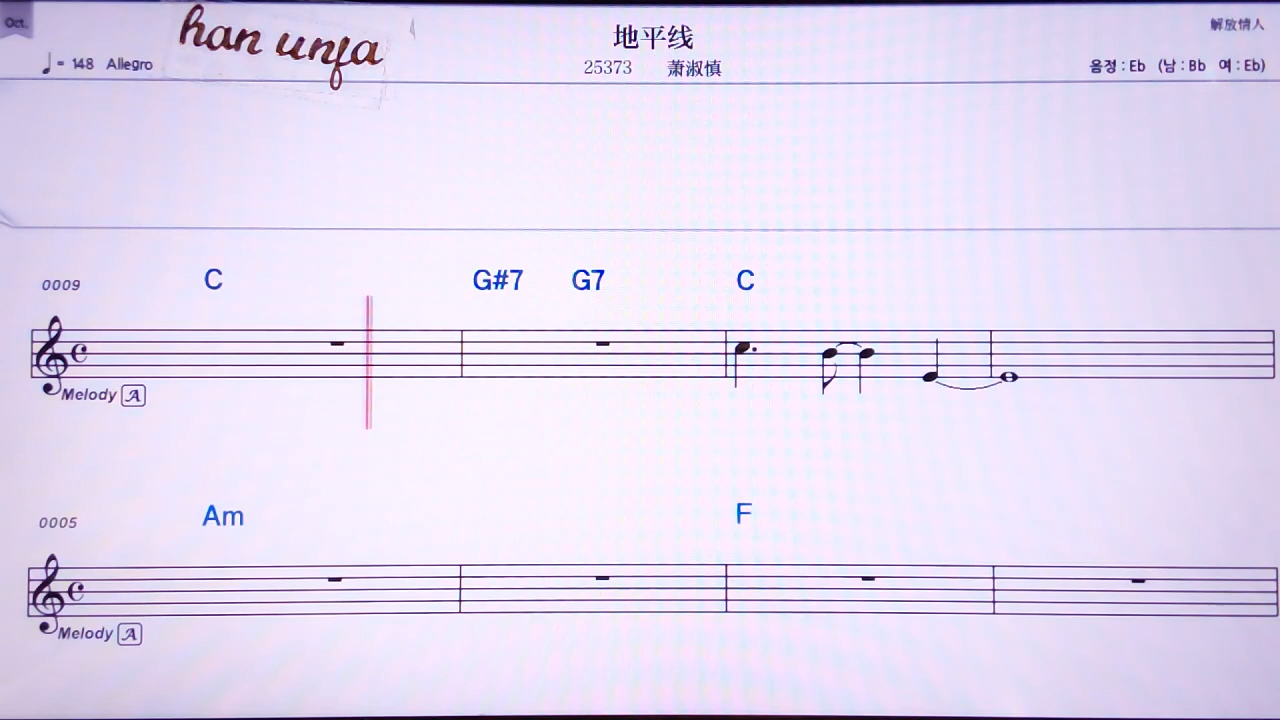 Oct.
han unfa
地平线
解放情人
♩= 148 Allegro
25373 萧淑慎
음정 : Eb (남 : Bb 여 : Eb)
0009
C G#7 G7 C
Melody A
0005
Am F
Melody A